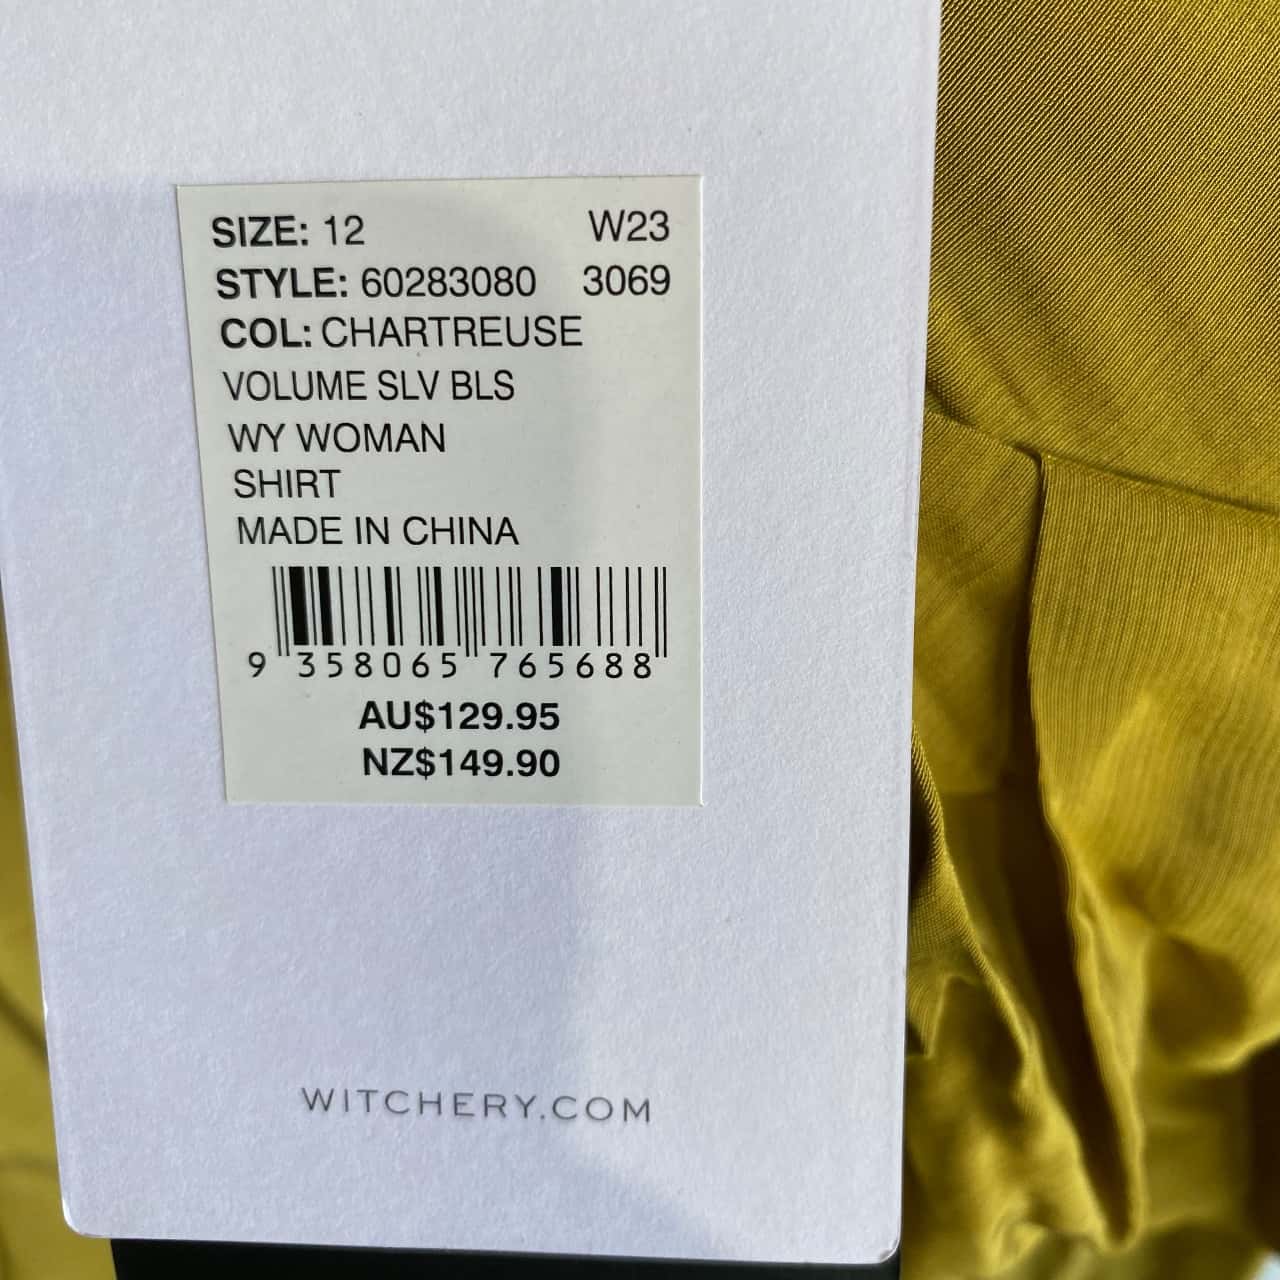 SIZE: 12 W23
STYLE: 60283080 3069
COL: CHARTREUSE
VOLUME SLV BLS
WY WOMAN
SHIRT
MADE IN CHINA
9 358065 765688
AU$129.95
NZ$149.90
WITCHERY.COM